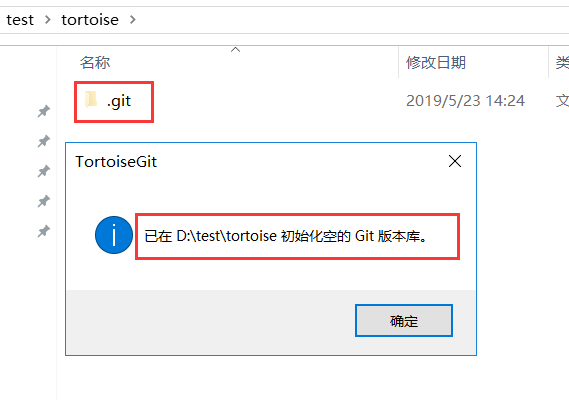 test > tortoise >
名称 修改日期 类
.git 2019/5/23 14:24 文
TortoiseGit
已在 D:\test\tortoise 初始化空的 Git 版本库。
确定